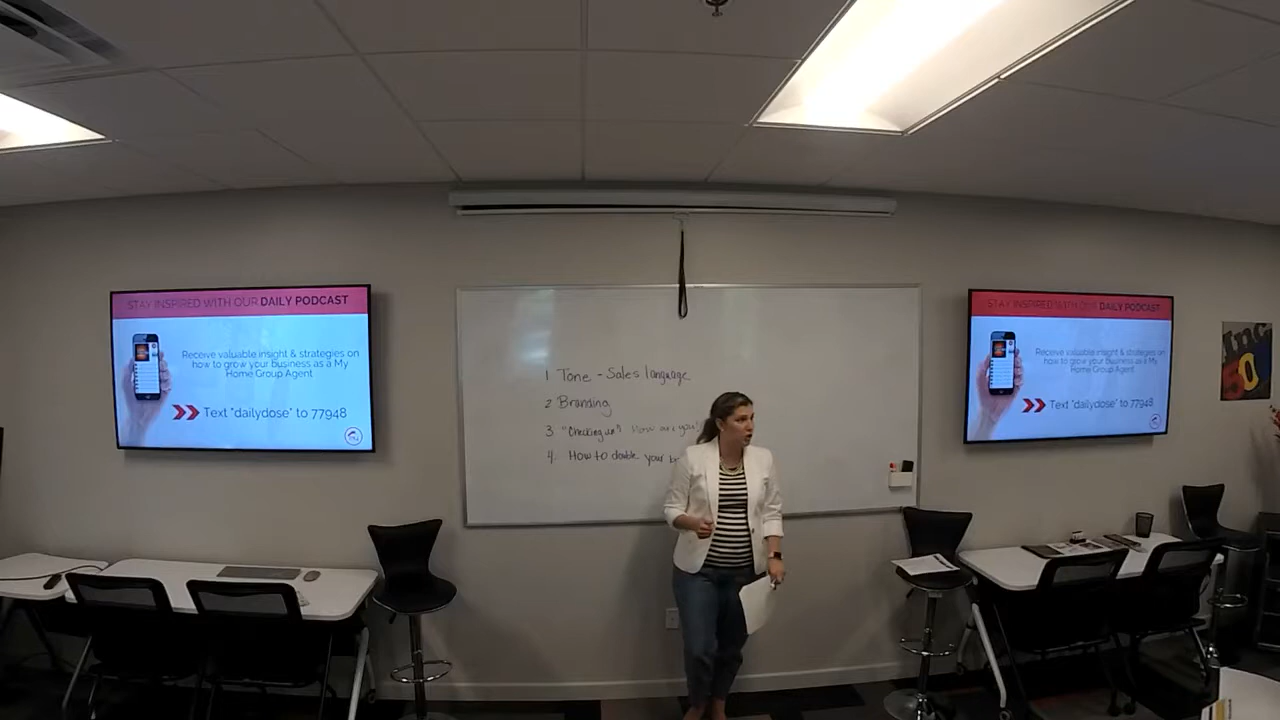 STAY INSPIRED WITH OUR DAILY PODCAST
Receive valuable insight & strategies on
how to grow your business as a My
Home Group Agent
Text "dailydose" to 77948
1 Tone - Sales language
2 Branding
3 "Checking in" How are you!
4. How to double your
STAY INSPIRED WITH OUR DAILY PODCAST
Receive valuable insight & strategies on
how to grow your business as a My
Home Group Agent
Text "dailydose" to 77948
Inc
500